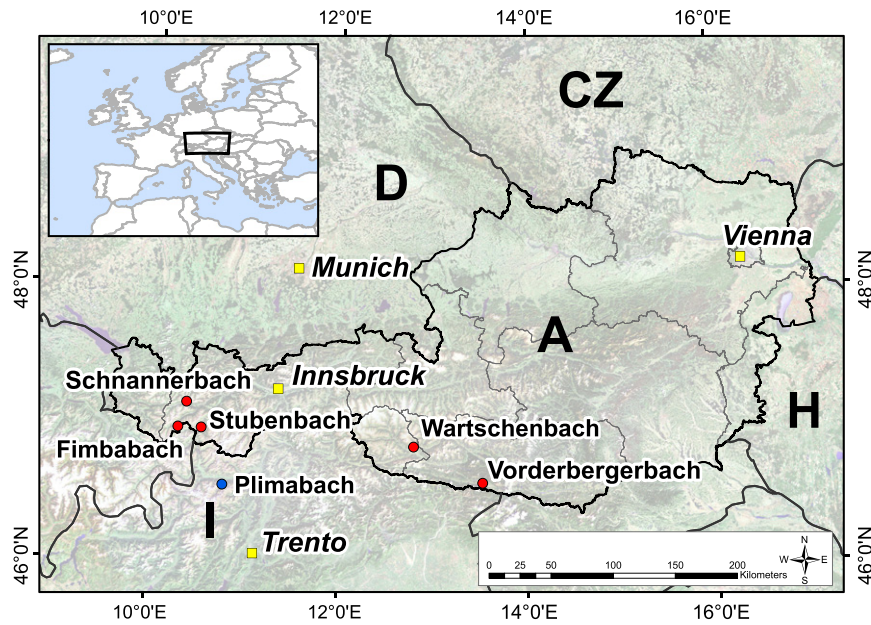 10°0'E 12°0'E 14°0'E 16°0'E
CZ
D
Vienna
Munich
48°0'N
48°0'N
A
Innsbruck
Schnannerbach
H
Stubenbach
Wartschenbach
Fimbabach
Vorderbergerbach
Plimabach
I
Trento
46°0'N
46°0'N
N
W E
S
0 25 50 100 150 200
Kilometers
10°0'E 12°0'E 14°0'E 16°0'E